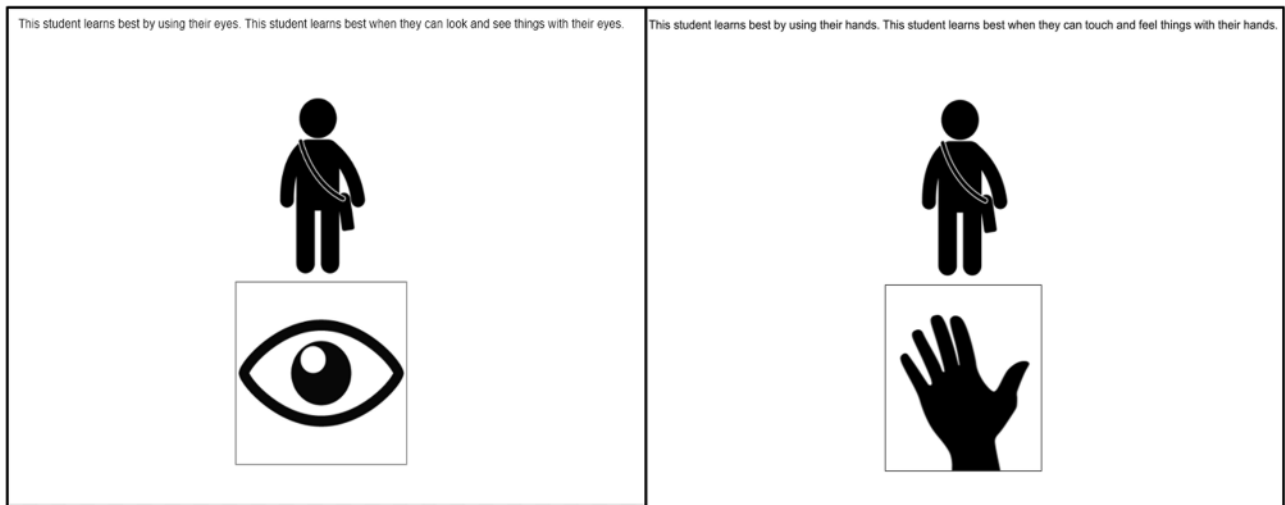 This student learns best by using their eyes. This student learns best when they can look and see things with their eyes.
This student learns best by using their hands. This student learns best when they can touch and feel things with their hands.